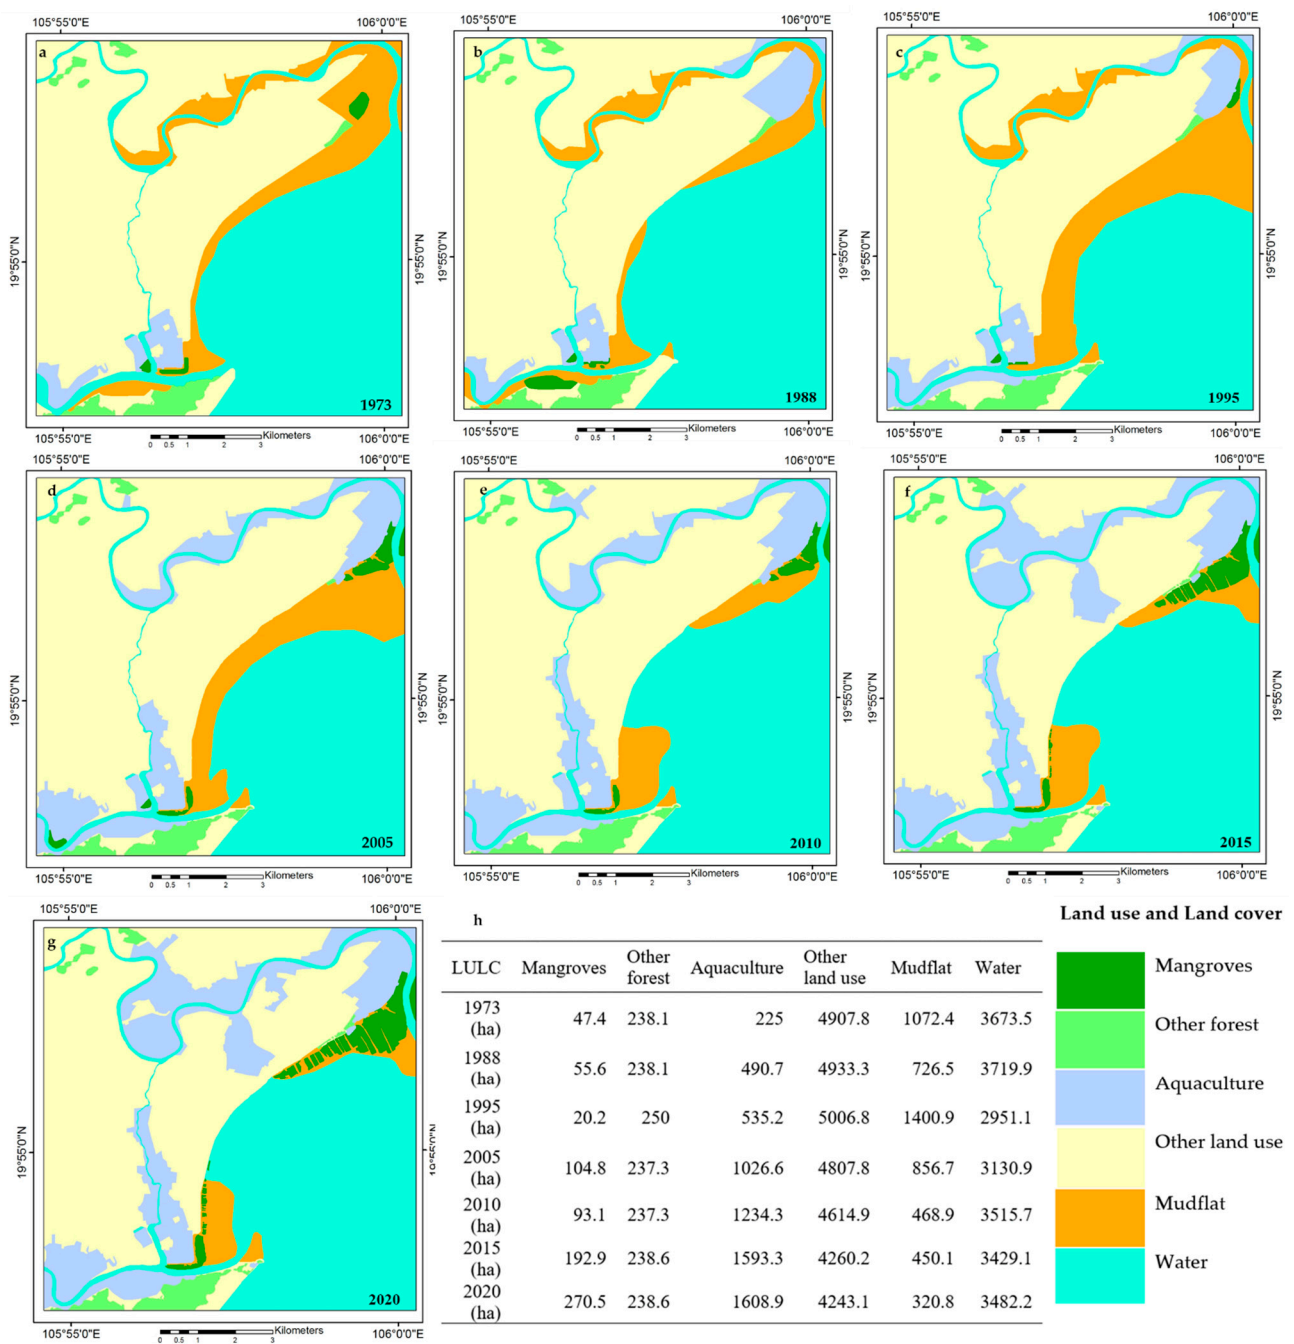 105°55'0"E 106°0'0"E 105°55'0"E 106°0'0"E 105°55'0"E 106°0'0"E
a b c
19°55'0"N 19°55'0"N 19°55'0"N 19°55'0"N
1973 1988 1995
105°55'0"E 106°0'0"E 105°55'0"E 106°0'0"E 105°55'0"E 106°0'0"E
0 0.5 1 2 3 Kilometers 0 0.5 1 2 3 Kilometers 0 0.5 1 2 3 Kilometers
105°55'0"E 106°0'0"E 105°55'0"E 106°0'0"E 105°55'0"E 106°0'0"E
d e f
19°55'0"N 19°55'0"N 19°55'0"N 19°55'0"N
2005 2010 2015
105°55'0"E 106°0'0"E 105°55'0"E 106°0'0"E 105°55'0"E 106°0'0"E
0 0.5 1 2 3 Kilometers 0 0.5 1 2 3 Kilometers 0 0.5 1 2 3 Kilometers
105°55'0"E 106°0'0"E
g
19°55'0"N 19°55'0"N
2020
105°55'0"E 106°0'0"E
0 0.5 1 2 3 Kilometers
h
LULC Mangroves Other forest Aquaculture Other land use Mudflat Water
1973 (ha) 47.4 238.1 225 4907.8 1072.4 3673.5
1988 (ha) 55.6 238.1 490.7 4933.3 726.5 3719.9
1995 (ha) 20.2 250 535.2 5006.8 1400.9 2951.1
2005 (ha) 104.8 237.3 1026.6 4807.8 856.7 3130.9
2010 (ha) 93.1 237.3 1234.3 4614.9 468.9 3515.7
2015 (ha) 192.9 238.6 1593.3 4260.2 450.1 3429.1
2020 (ha) 270.5 238.6 1608.9 4243.1 320.8 3482.2
Land use and Land cover
Mangroves
Other forest
Aquaculture
Other land use
Mudflat
Water